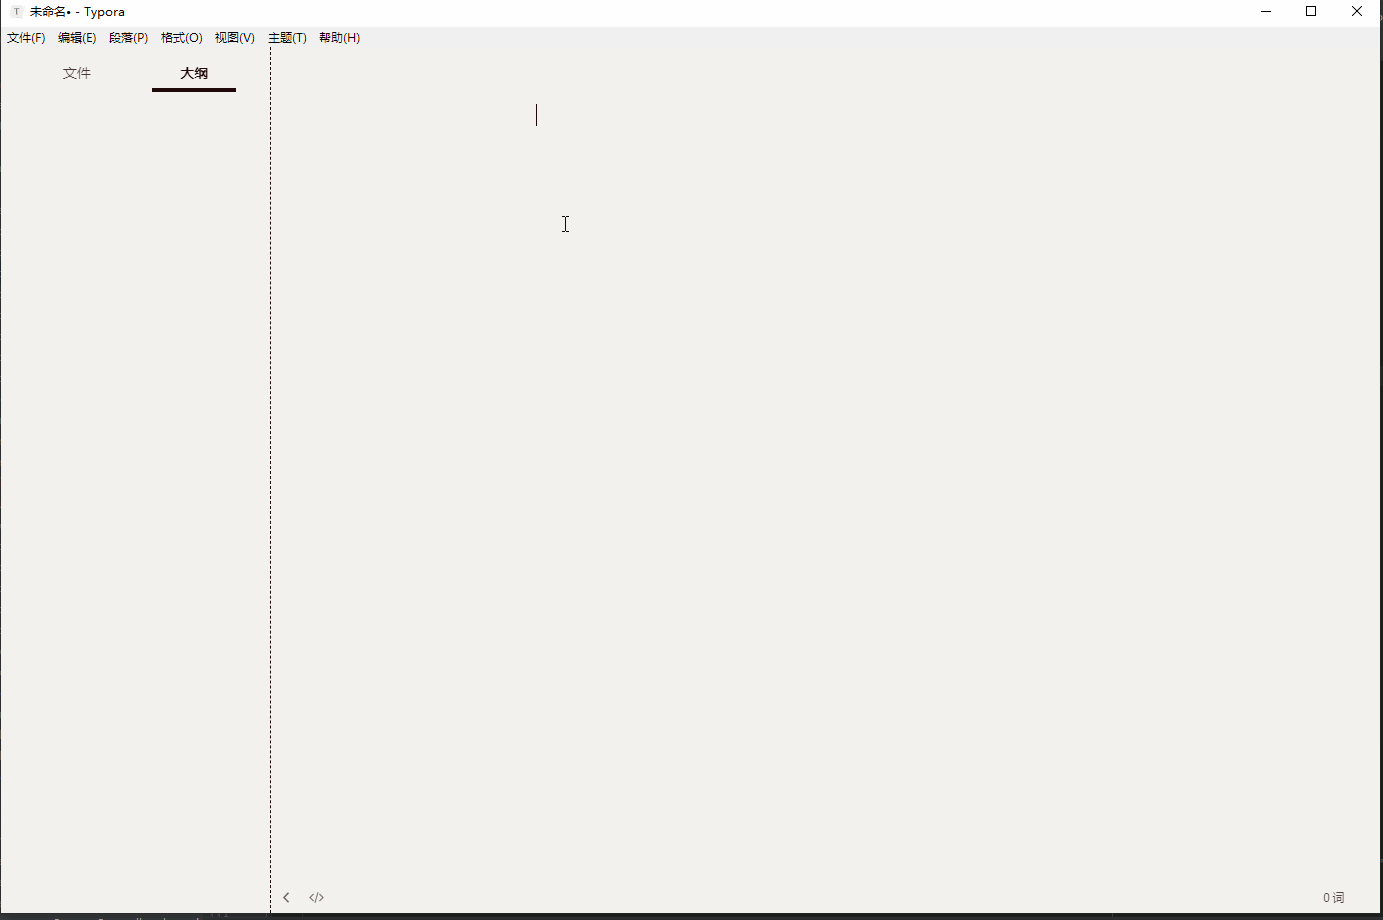 T 未命名• - Typora
文件(F) 编辑(E) 段落(P) 格式(O) 视图(V) 主题(T) 帮助(H)
文件 大纲
</> 0 词